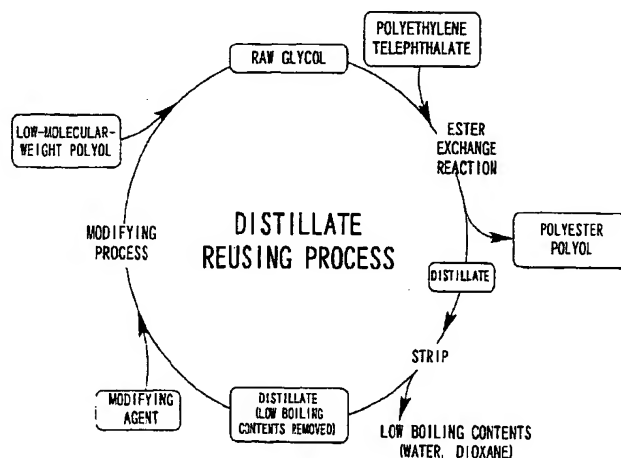 POLYETHYLENE
TELEPHTHALATE
RAW GLYCOL
LOW-MOLECULAR-
WEIGHT POLYOL
ESTER
EXCHANGE
REACTION
DISTILLATE
REUSING PROCESS
MODIFYING
PROCESS
POLYESTER
POLYOL
DISTILLATE
STRIP
MODIFYING
AGENT
DISTILLATE
(LOW BOILING
CONTENTS REMOVED)
LOW BOILING CONTENTS
(WATER, DIOXANE)